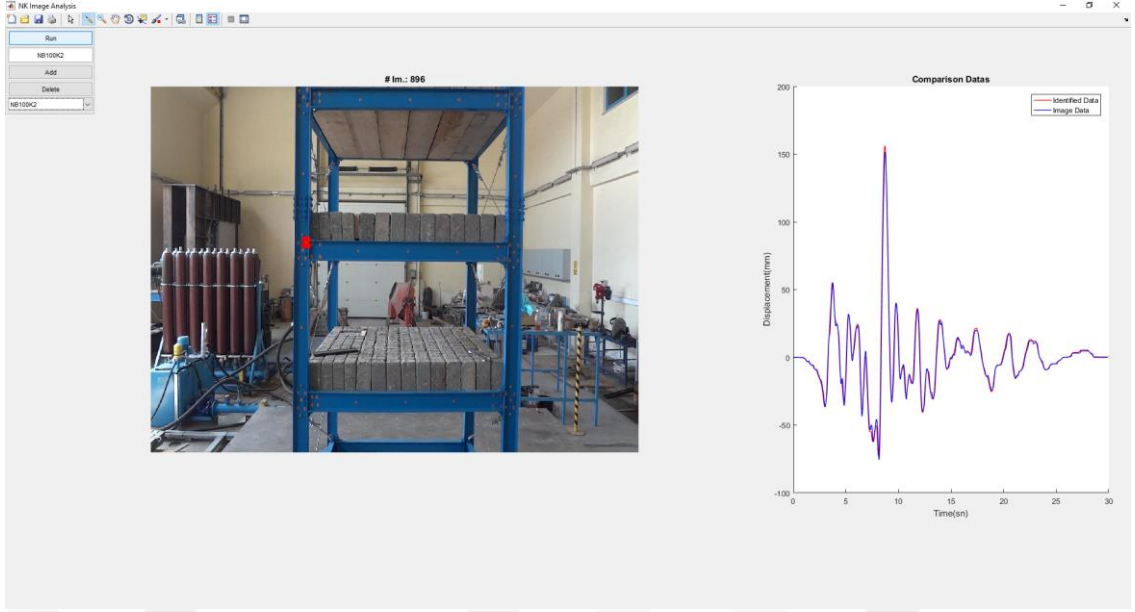 NK Image Analysis
Run
NB100K2
Add
Delete
NB100K2
# Im.: 896
Comparison Datas
Identified Data
Image Data
200
150
100
50
0
-50
-100
Displacement(mm)
0 5 10 15 20 25 30
Time(sn)